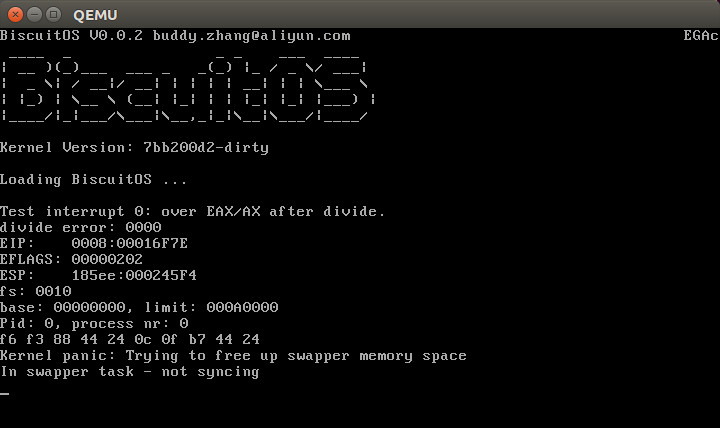 QEMU
BiscuitOS V0.0.2 buddy.zhang@aliyun.com EGAc
BiscuitOS
Kernel Version: 7bb200d2-dirty
Loading BiscuitOS ...
Test interrupt 0: over EAX/AX after divide.
divide error: 0000
EIP: 0008:00016F7E
EFLAGS: 00000202
ESP: 185ee:000245F4
fs: 0010
base: 00000000, limit: 000A0000
Pid: 0, process nr: 0
f6 f3 88 44 24 0c 0f b7 44 24
Kernel panic: Trying to free up swapper memory space
In swapper task - not syncing